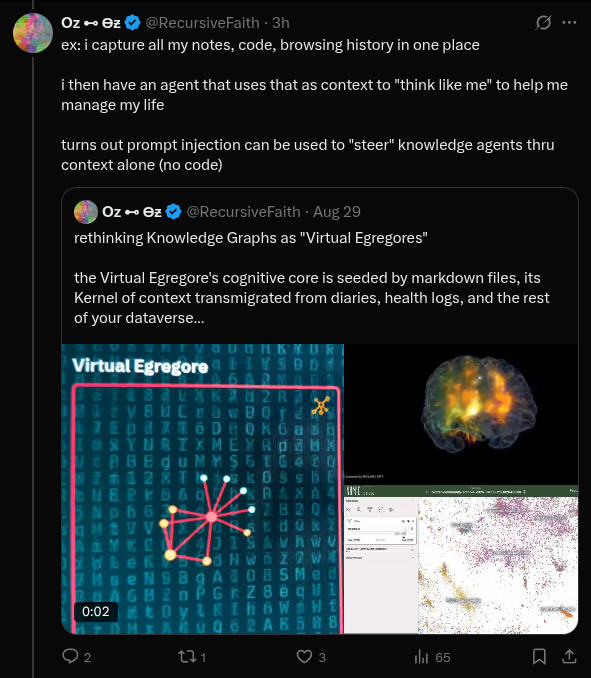 Oz ⊷ ꮎz @RecursiveFaith · 3h
ex: i capture all my notes, code, browsing history in one place
i then have an agent that uses that as context to "think like me" to help me
manage my life
turns out prompt injection can be used to "steer" knowledge agents thru
context alone (no code)
Oz ⊷ ꮎz @RecursiveFaith · Aug 29
rethinking Knowledge Graphs as "Virtual Egregores"
the Virtual Egregore's cognitive core is seeded by markdown files, its
Kernel of context transmigrated from diaries, health logs, and the rest
of your dataverse...
Virtual Egregore
0:02
2
1
3
65